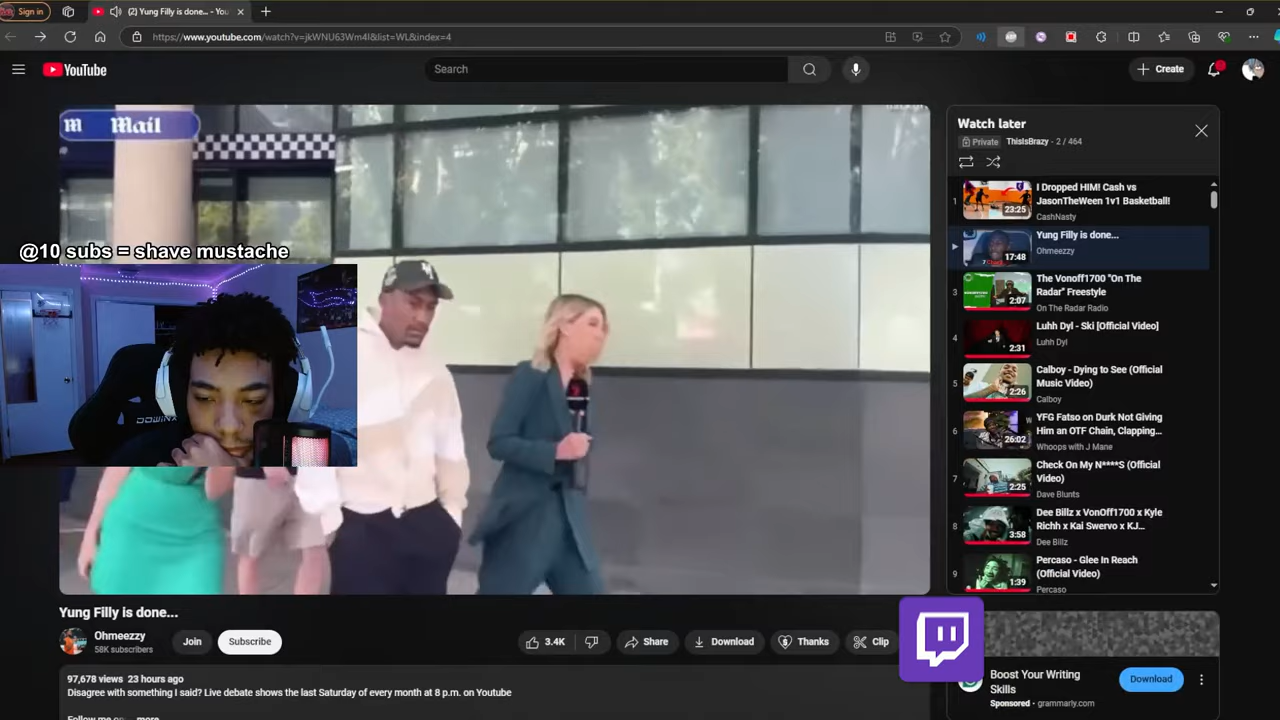 Sign in
(2) Yung Filly is done... - You
https://www.youtube.com/watch?v=jkWNU63Wm4I&list=WL&index=4
YouTube
Search
Create
m Mail
@10 subs = shave mustache
DOWINX
Watch later
Private ThisIsBrazy - 2 / 464
1
I Dropped HIM! Cash vs
JasonTheWeen 1v1 Basketball!
CashNasty
23:25
Yung Filly is done...
Ohmeezzy
17:48
3
The Vonoff1700 "On The
Radar" Freestyle
On The Radar Radio
2:07
4
Luhh Dyl - Ski [Official Video]
Luhh Dyl
2:31
5
Calboy - Dying to See (Official
Music Video)
Calboy
2:26
6
YFG Fatso on Durk Not Giving
Him an OTF Chain, Clapping...
Whoops with J Mane
26:02
7
Check On My N****S (Official
Video)
Dave Blunts
2:25
8
Dee Billz x VonOff1700 x Kyle
Richh x Kai Swervo x KJ...
Dee Billz
3:58
9
Percaso - Glee In Reach
(Official Video)
Percaso
1:39
Yung Filly is done...
Ohmeezzy
58K subscribers
Join
Subscribe
3.4K
Share
Download
Thanks
Clip
97,678 views 23 hours ago
Disagree with something I said? Live debate shows the last Saturday of every month at 8 p.m. on Youtube
Boost Your Writing
Skills
Sponsored · grammarly.com
Download